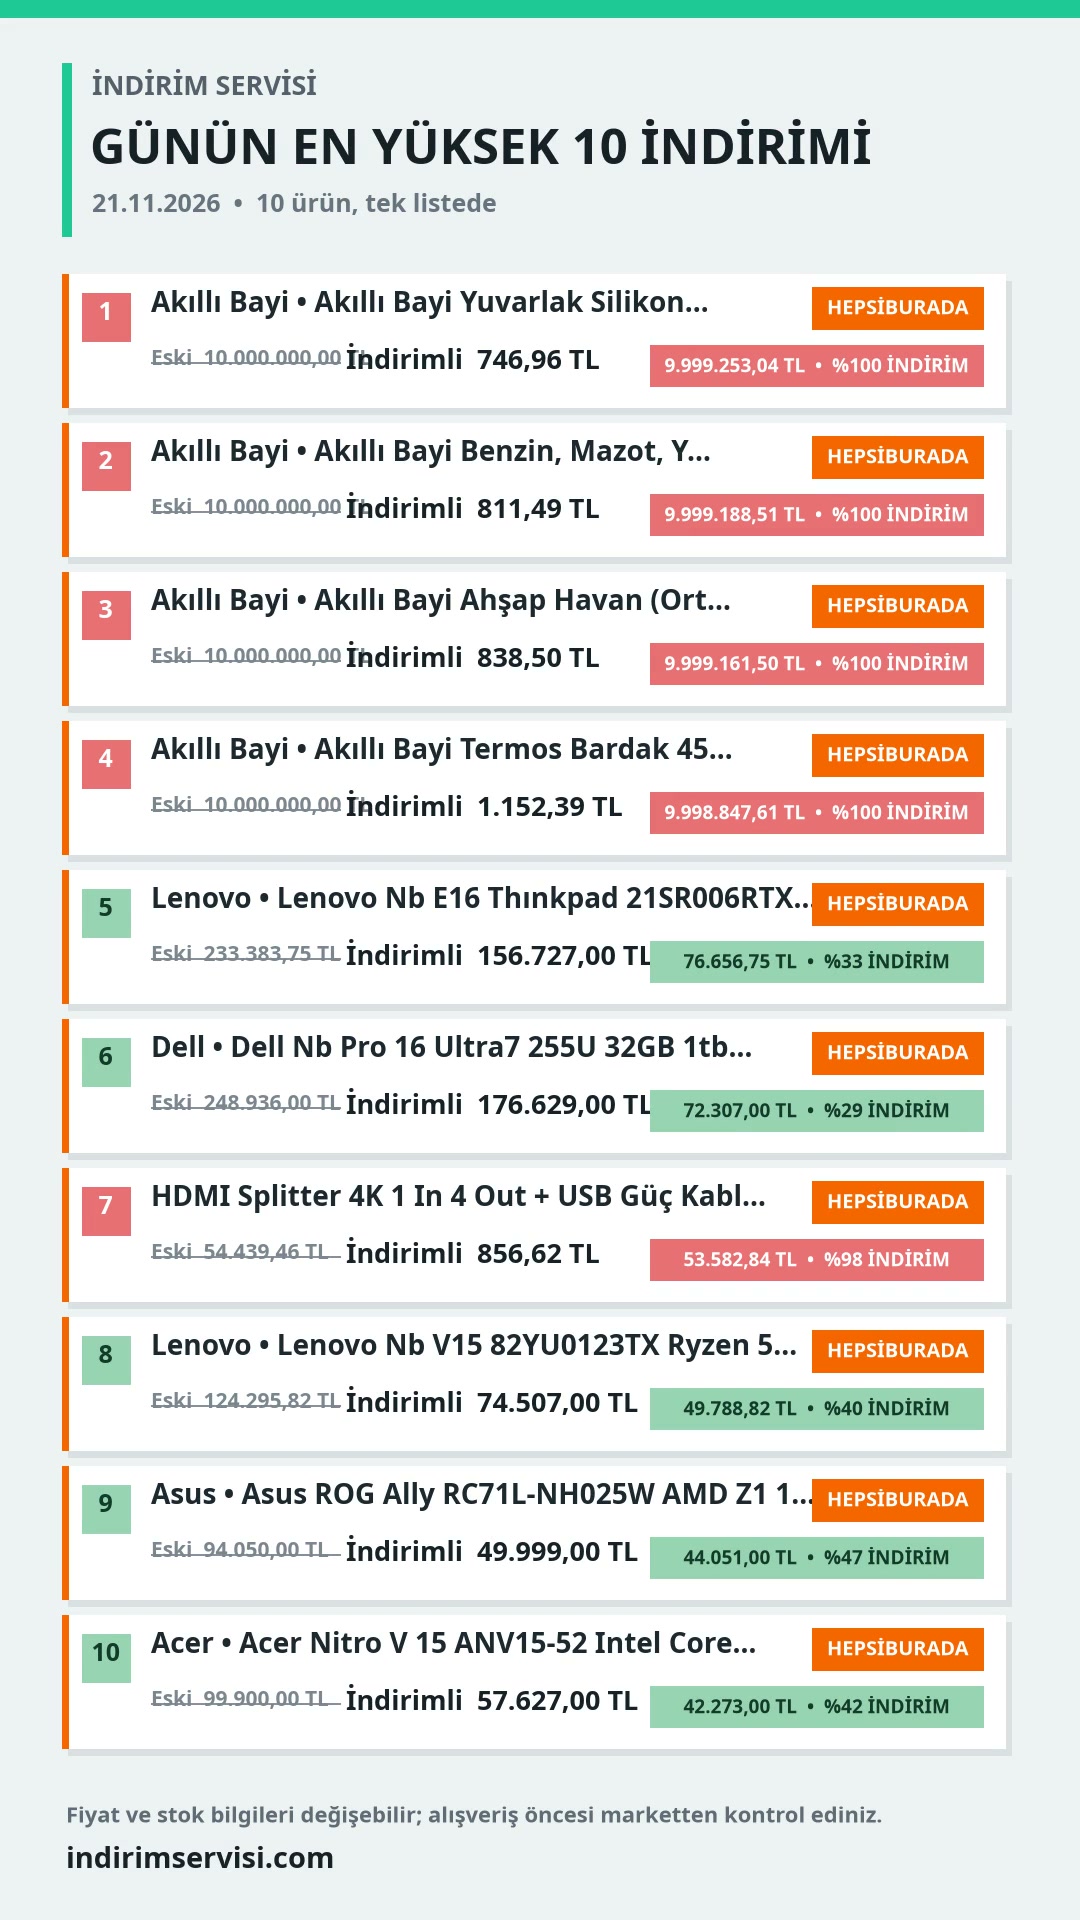 İNDİRİM SERVİSİ
GÜNÜN EN YÜKSEK 10 İNDİRİMİ
21.11.2026 • 10 ürün, tek listede
1 Akıllı Bayi • Akıllı Bayi Yuvarlak Silikon... HEPSİBURADA
Eski 10.000.000,00 TL İndirimli 746,96 TL 9.999.253,04 TL • %100 İNDİRİM
2 Akıllı Bayi • Akıllı Bayi Benzin, Mazot, Y... HEPSİBURADA
Eski 10.000.000,00 TL İndirimli 811,49 TL 9.999.188,51 TL • %100 İNDİRİM
3 Akıllı Bayi • Akıllı Bayi Ahşap Havan (Ort... HEPSİBURADA
Eski 10.000.000,00 TL İndirimli 838,50 TL 9.999.161,50 TL • %100 İNDİRİM
4 Akıllı Bayi • Akıllı Bayi Termos Bardak 45... HEPSİBURADA
Eski 10.000.000,00 TL İndirimli 1.152,39 TL 9.998.847,61 TL • %100 İNDİRİM
5 Lenovo • Lenovo Nb E16 Thınkpad 21SR006RTX... HEPSİBURADA
Eski 233.383,75 TL İndirimli 156.727,00 TL 76.656,75 TL • %33 İNDİRİM
6 Dell • Dell Nb Pro 16 Ultra7 255U 32GB 1tb... HEPSİBURADA
Eski 248.936,00 TL İndirimli 176.629,00 TL 72.307,00 TL • %29 İNDİRİM
7 HDMI Splitter 4K 1 In 4 Out + USB Güç Kabl... HEPSİBURADA
Eski 54.439,46 TL İndirimli 856,62 TL 53.582,84 TL • %98 İNDİRİM
8 Lenovo • Lenovo Nb V15 82YU0123TX Ryzen 5... HEPSİBURADA
Eski 124.295,82 TL İndirimli 74.507,00 TL 49.788,82 TL • %40 İNDİRİM
9 Asus • Asus ROG Ally RC71L-NH025W AMD Z1 1... HEPSİBURADA
Eski 94.050,00 TL İndirimli 49.999,00 TL 44.051,00 TL • %47 İNDİRİM
10 Acer • Acer Nitro V 15 ANV15-52 Intel Core... HEPSİBURADA
Eski 99.900,00 TL İndirimli 57.627,00 TL 42.273,00 TL • %42 İNDİRİM
Fiyat ve stok bilgileri değişebilir; alışveriş öncesi marketten kontrol ediniz.
indirimservisi.com